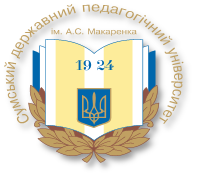 Сумський державний педагогічний університет
ім. А.С. Макаренка
19 24